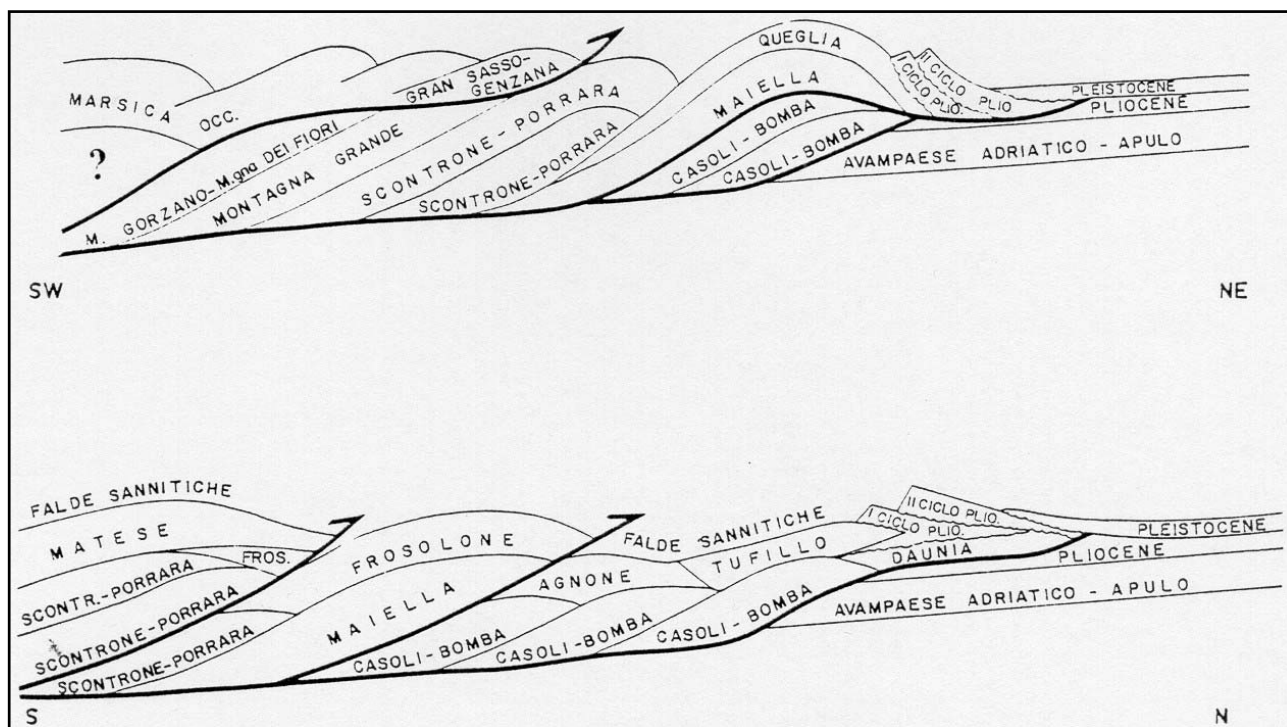 QUEGLIA
GRAN SASSO-
GENZANA
MARSICA OCC.
MAIELLA
I CICLO PLIO.
II CICLO PLIO
PLEISTOCENE
PLIOCENE
?
M. GORZANO-M.gna DEI FIORI
MONTAGNA GRANDE
SCONTRONE-PORRARA
SCONTRONE-PORRARA
CASOLI-BOMBA
CASOLI-BOMBA
AVAMPAESE ADRIATICO - APULO
SW
NE
FALDE SANNITICHE
MATESE
FROS.
SCONTR.-PORRARA
SCONTRONE-PORRARA
SCONTRONE-PORRARA
FROSOLONE
MAIELLA
FALDE SANNITICHE
AGNONE
TUFILLO
I CICLO PLIO.
II CICLO PLIO.
DAUNIA
PLEISTOCENE
PLIOCENE
CASOLI-BOMBA
CASOLI-BOMBA
CASOLI-BOMBA
AVAMPAESE ADRIATICO - APULO
S
N